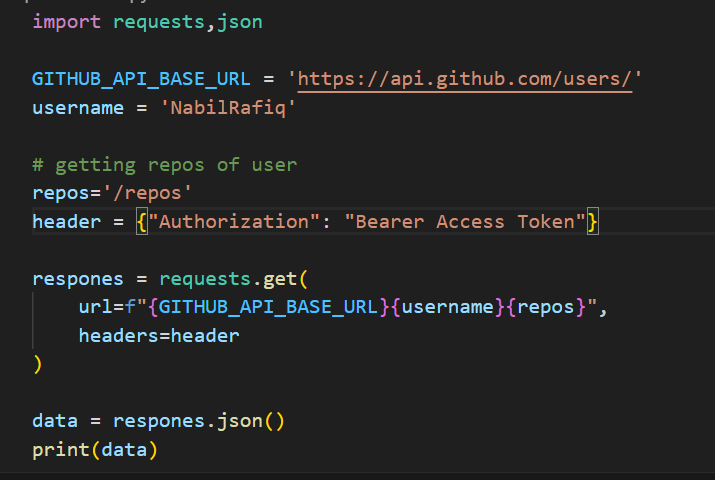 import requests,json
GITHUB_API_BASE_URL = 'https://api.github.com/users/'
username = 'NabilRafiq'
# getting repos of user
repos='/repos'
header = {"Authorization": "Bearer Access Token"}
respones = requests.get(
    url=f"{GITHUB_API_BASE_URL}{username}{repos}",
    headers=header
)
data = respones.json()
print(data)